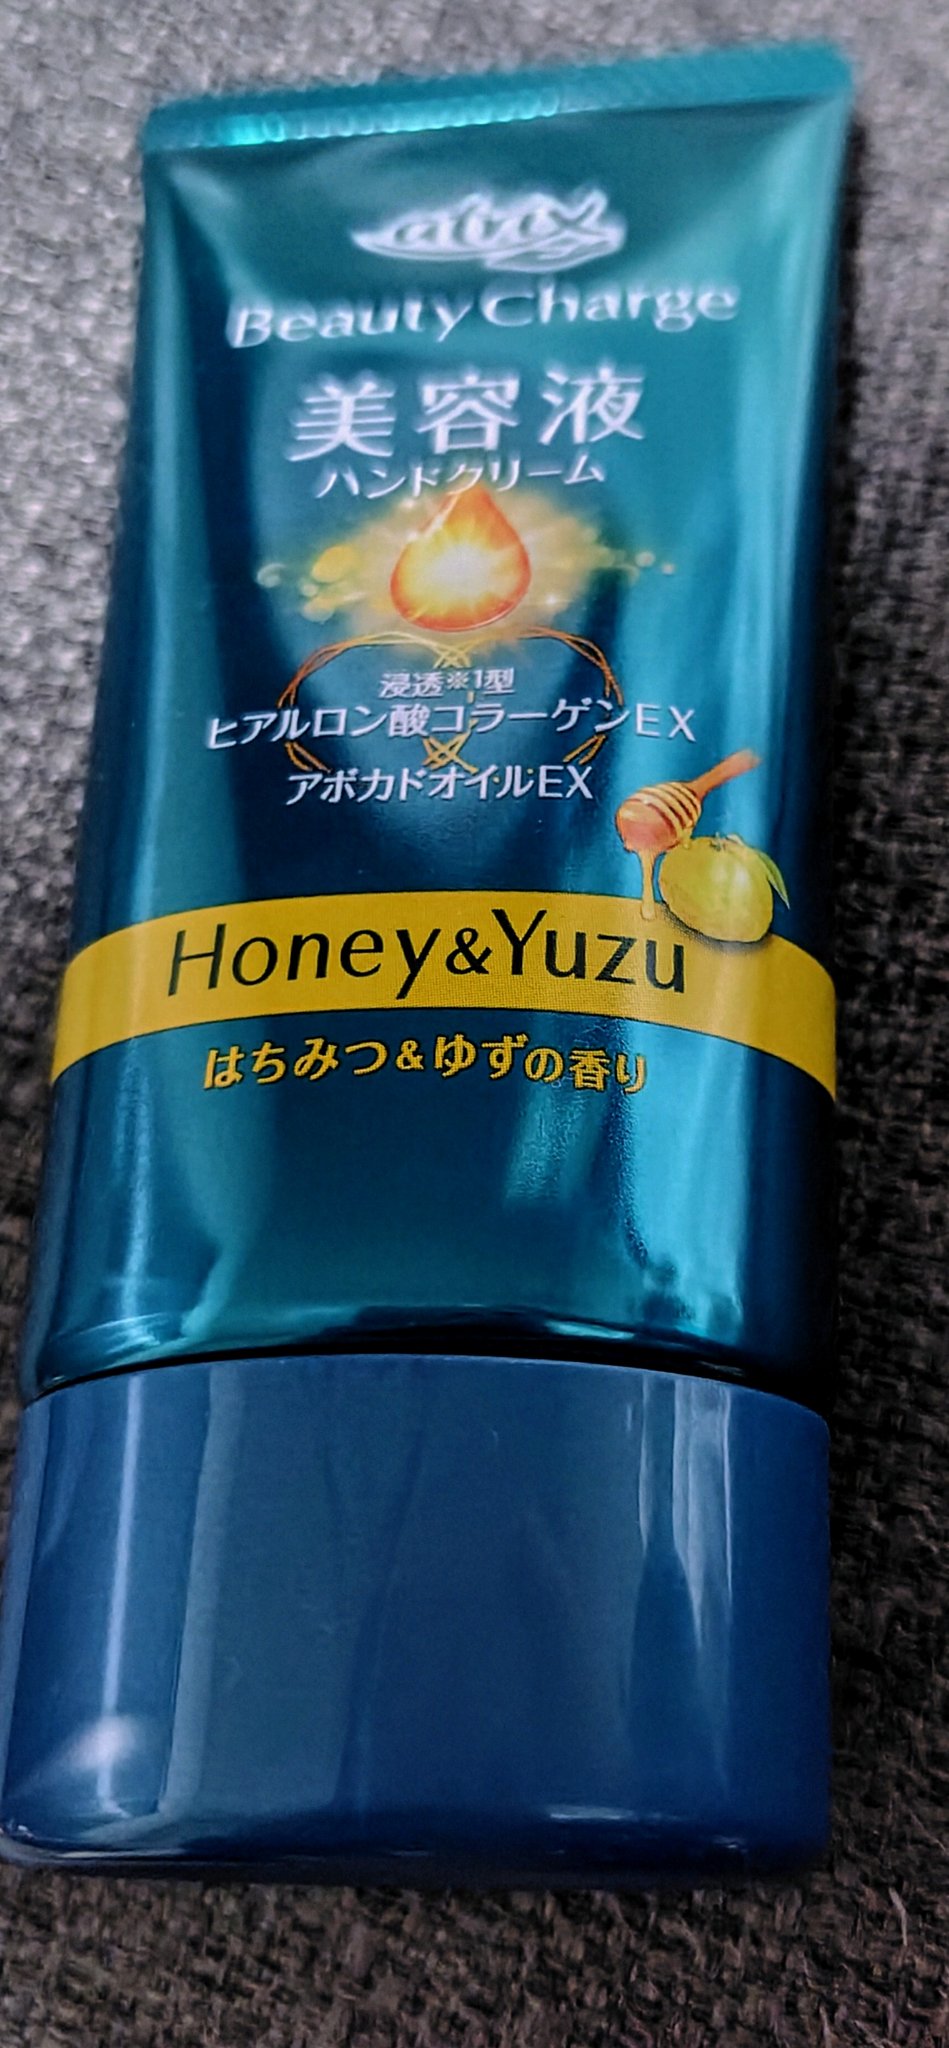 Beauty Charge
美容液
ハンドクリーム
浸透※1型
ヒアルロン酸コラーゲンEX
アボカドオイルEX
Honey&Yuzu
はちみつ&ゆずの香り